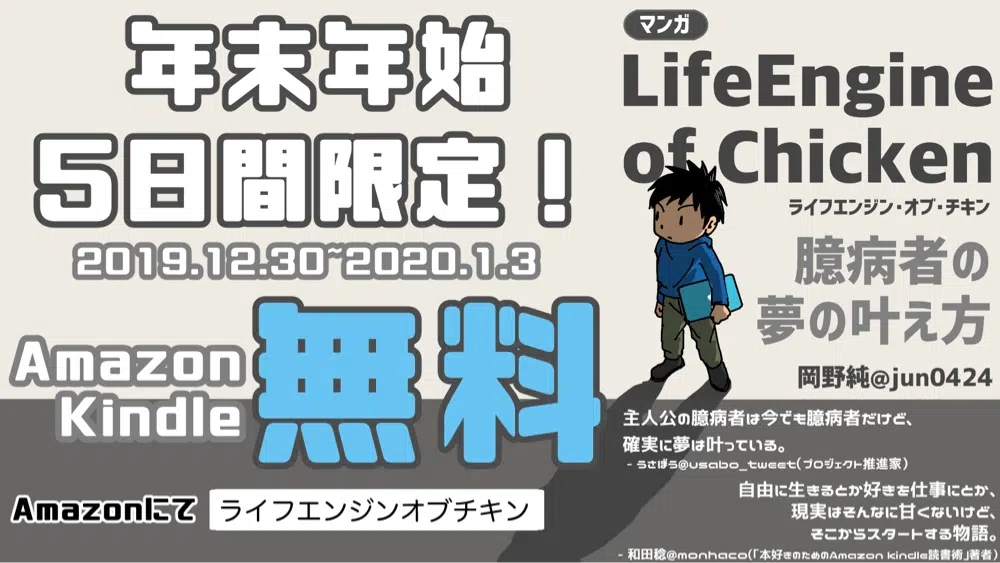 年末年始
5日間限定！
2019.12.30~2020.1.3
Amazon
Kindle
無料
Amazonにて
ライフエンジンオブチキン
マンガ
LifeEngine
of Chicken
ライフエンジン・オブ・チキン
臆病者の
夢の叶え方
岡野純@jun0424
主人公の臆病者は今でも臆病者だけど、
確実に夢は叶っている。
- うさぼう@usabo_tweet(プロジェクト推進家)
自由に生きるとか好きを仕事にとか、
現実はそんなに甘くないけど、
そこからスタートする物語。
- 和田稔@monhaco(「本好きのためのAmazon kindle読書術」著者)